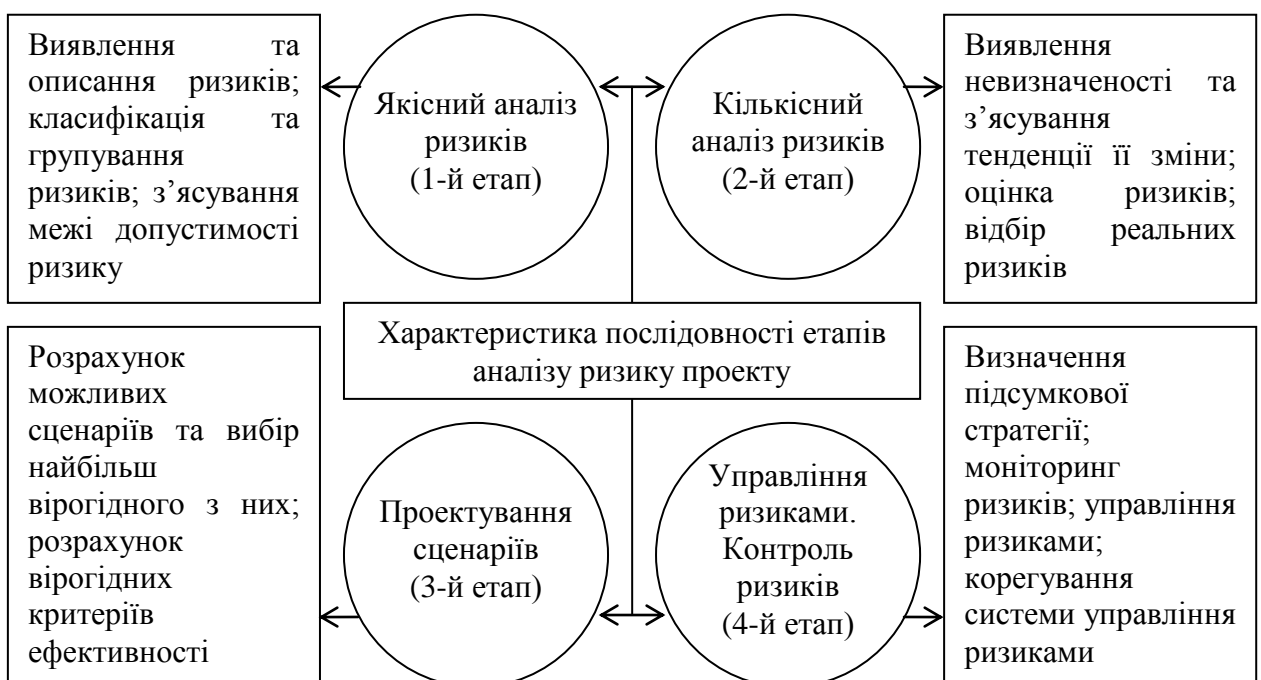 Виявлення та
описання ризиків;
класифікація та
групування
ризиків; з’ясування
межі допустимості
ризику
Якісний аналіз
ризиків
(1-й етап)
Кількісний
аналіз ризиків
(2-й етап)
Виявлення
невизначеності та
з’ясування
тенденції її зміни;
оцінка ризиків;
відбір реальних
ризиків
Характеристика послідовності етапів
аналізу ризику проекту
Розрахунок
можливих
сценаріїв та вибір
найбільш
вірогідного з них;
розрахунок
вірогідних
критеріїв
ефективності
Проектування
сценаріїв
(3-й етап)
Управління
ризиками.
Контроль
ризиків
(4-й етап)
Визначення
підсумкової
стратегії;
моніторинг
ризиків; управління
ризиками;
корегування
системи управління
ризиками